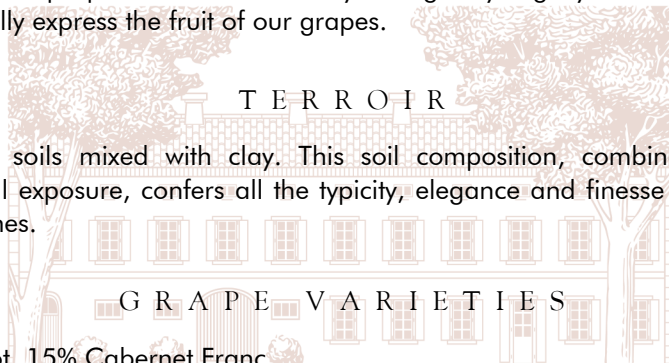 lly express the fruit of our grapes.
TERROIR
soils mixed with clay. This soil composition, combin
l exposure, confers all the typicity, elegance and finesse
nes.
GRAPE VARIETIES
ot, 15% Cabernet Franc